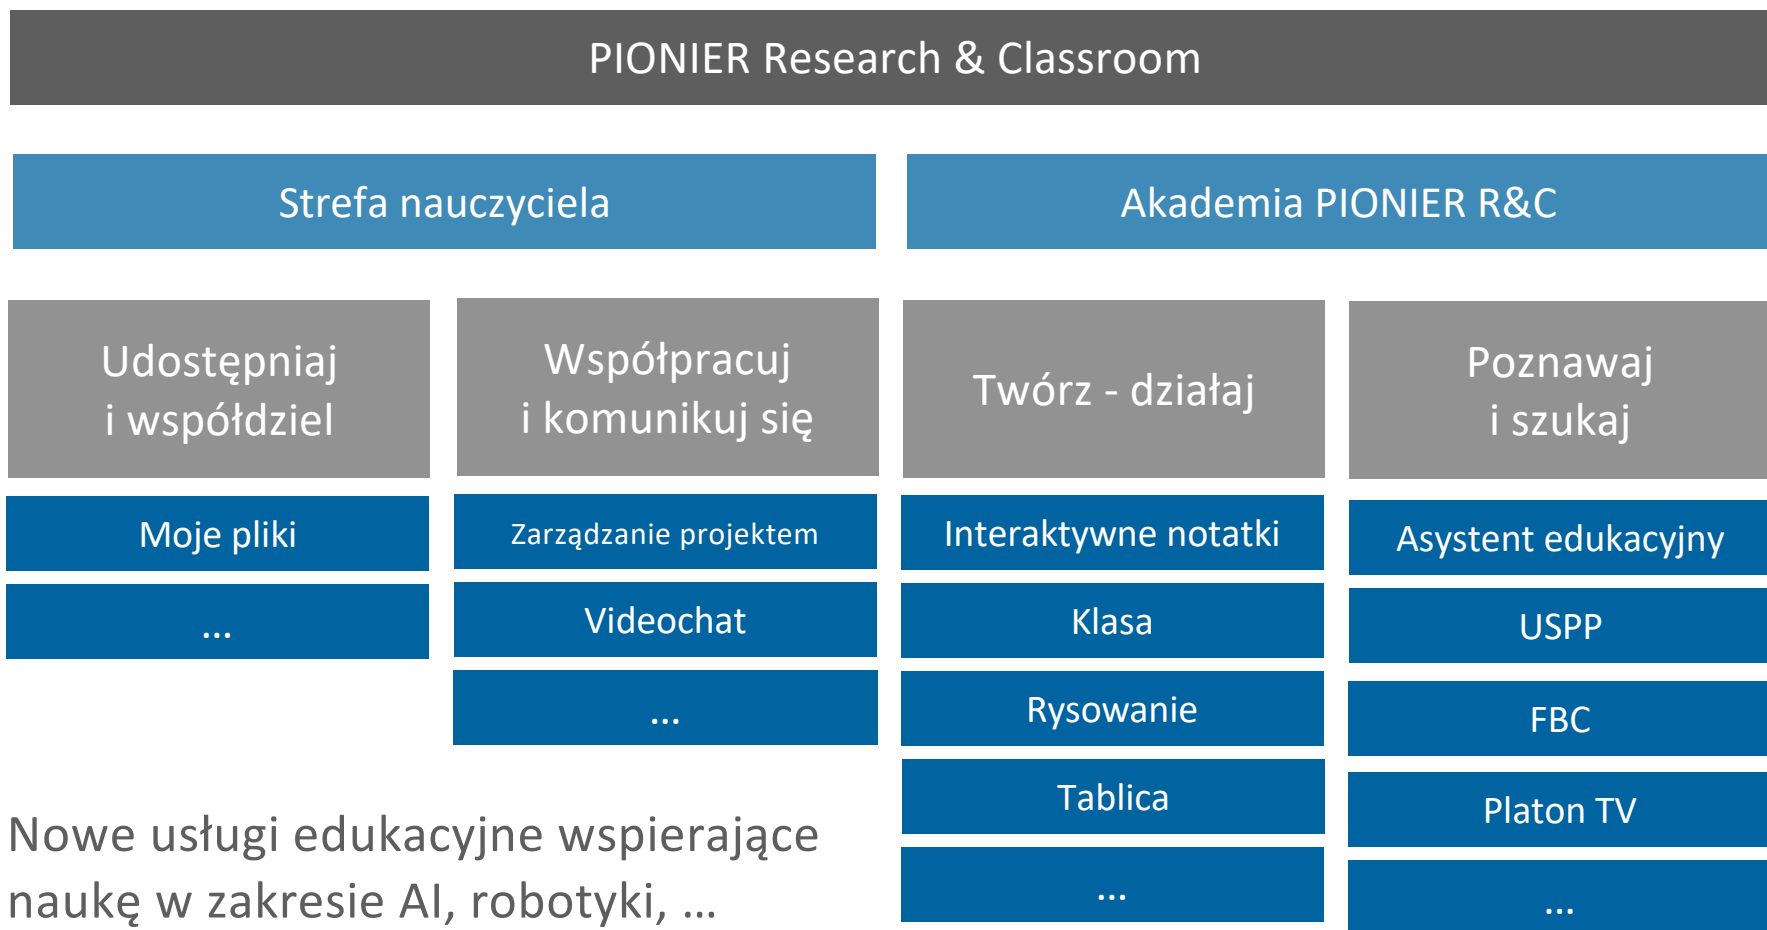 PIONIER Research & Classroom
Strefa nauczyciela
Akademia PIONIER R&C
Udostępniaj
i współdziel
Moje pliki
...
Współpracuj
i komunikuj się
Zarządzanie projektem
Videochat
...
Twórz - działaj
Interaktywne notatki
Klasa
Rysowanie
Tablica
...
Poznawaj
i szukaj
Asystent edukacyjny
USPP
FBC
Platon TV
...
Nowe usługi edukacyjne wspierające
naukę w zakresie AI, robotyki, ...